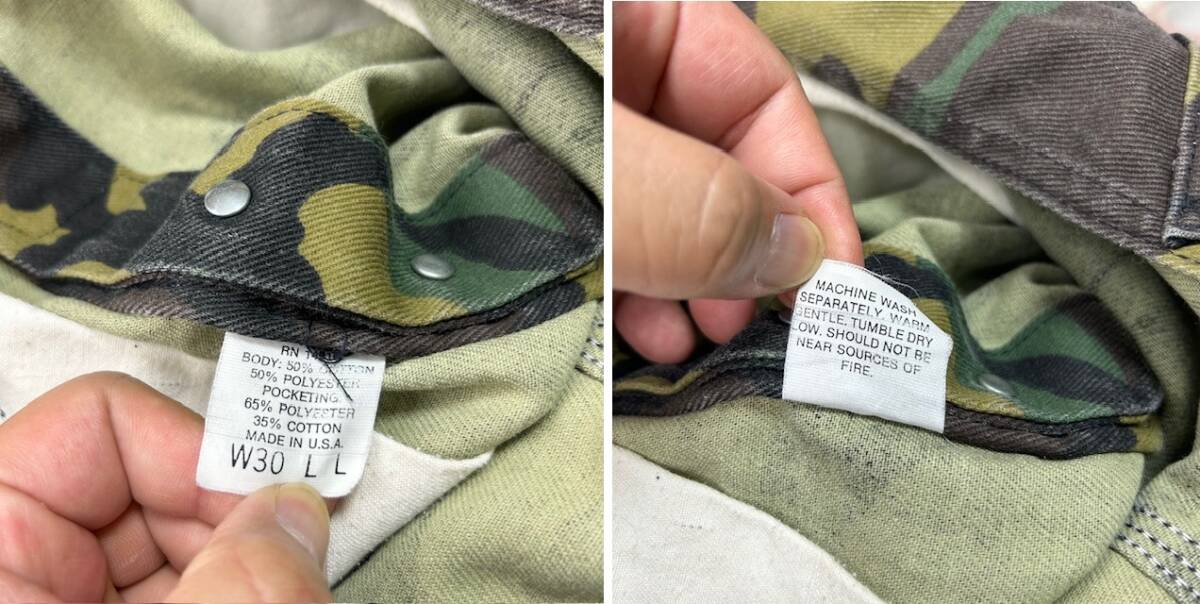 RN
BODY: 50% COTTON
50% POLYESTER
POCKETING:
65% POLYESTER
35% COTTON
MADE IN U.S.A.
W30 L L
MACHINE WASH
SEPARATELY. WARM
GENTLE. TUMBLE DRY
LOW. SHOULD NOT BE
NEAR SOURCES OF
FIRE.